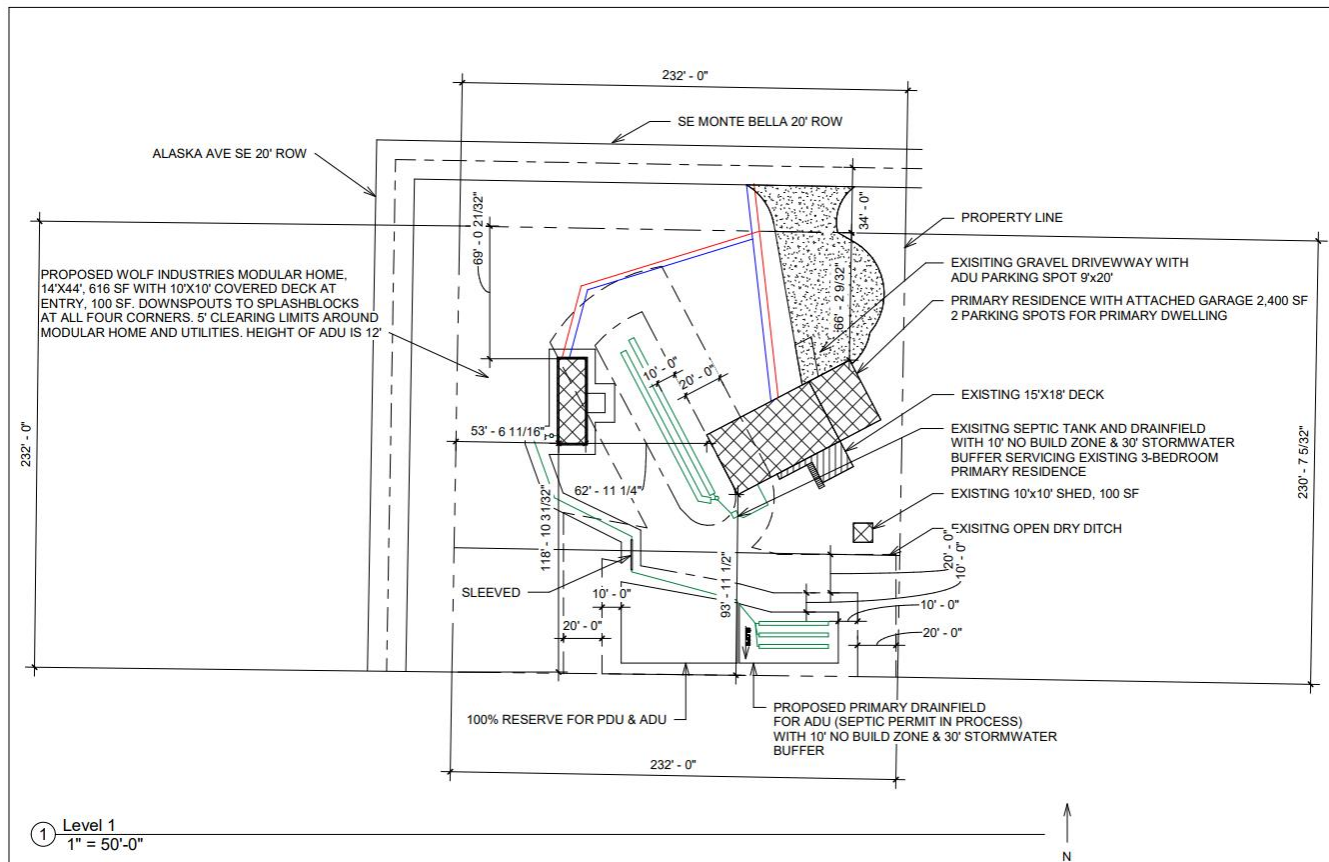 232' - 0"
SE MONTE BELLA 20' ROW
ALASKA AVE SE 20' ROW
69' - 0 21/32"
34' - 0"
PROPERTY LINE
PROPOSED WOLF INDUSTRIES MODULAR HOME,
14'X44', 616 SF WITH 10'X10' COVERED DECK AT
ENTRY, 100 SF. DOWNSPOUTS TO SPLASHBLOCKS
AT ALL FOUR CORNERS. 5' CLEARING LIMITS AROUND
MODULAR HOME AND UTILITIES. HEIGHT OF ADU IS 12'
EXISITING GRAVEL DRIVEWWAY WITH
ADU PARKING SPOT 9'x20'
66' - 2 9/32"
PRIMARY RESIDENCE WITH ATTACHED GARAGE 2,400 SF
2 PARKING SPOTS FOR PRIMARY DWELLING
10' - 0"
20' - 0"
EXISTING 15'X18' DECK
232' - 0"
53' - 6 11/16"
EXISITNG SEPTIC TANK AND DRAINFIELD
WITH 10' NO BUILD ZONE & 30' STORMWATER
BUFFER SERVICING EXISTING 3-BEDROOM
PRIMARY RESIDENCE
230' - 7 5/32"
62' - 11 1/4"
EXISTING 10'x10' SHED, 100 SF
118' - 10 31/32"
EXISITNG OPEN DRY DITCH
20' - 0"
10' - 0"
93' - 11 1/2"
SLEEVED
10' - 0"
10' - 0"
20' - 0"
20' - 0"
SLOPE
100% RESERVE FOR PDU & ADU
PROPOSED PRIMARY DRAINFIELD
FOR ADU (SEPTIC PERMIT IN PROCESS)
WITH 10' NO BUILD ZONE & 30' STORMWATER
BUFFER
232' - 0"
1
Level 1
1" = 50'-0"
N